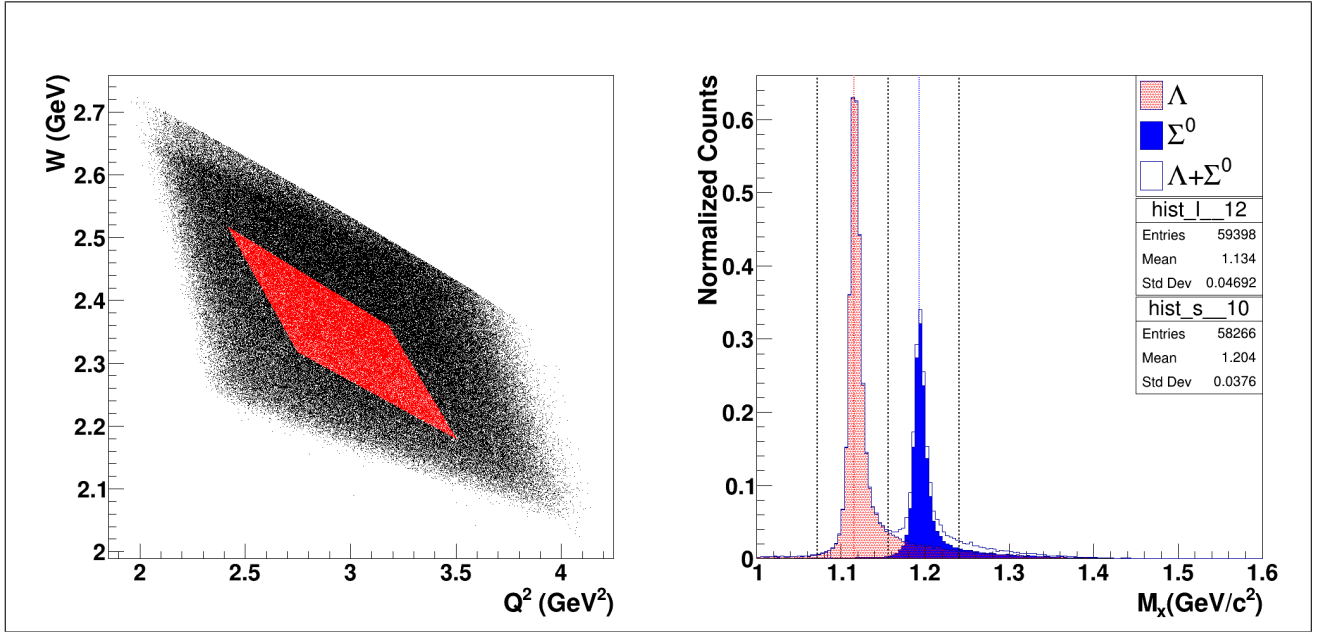 W (GeV)
2.7
2.6
2.5
2.4
2.3
2.2
2.1
2
2 2.5 3 3.5 4
Q² (GeV²)
Normalized Counts
0.6
0.5
0.4
0.3
0.2
0.1
0
1 1.1 1.2 1.3 1.4 1.5 1.6
Mₓ(GeV/c²)
Λ
Σ⁰
Λ+Σ⁰
hist_l__12
Entries 59398
Mean 1.134
Std Dev 0.04692
hist_s__10
Entries 58266
Mean 1.204
Std Dev 0.0376